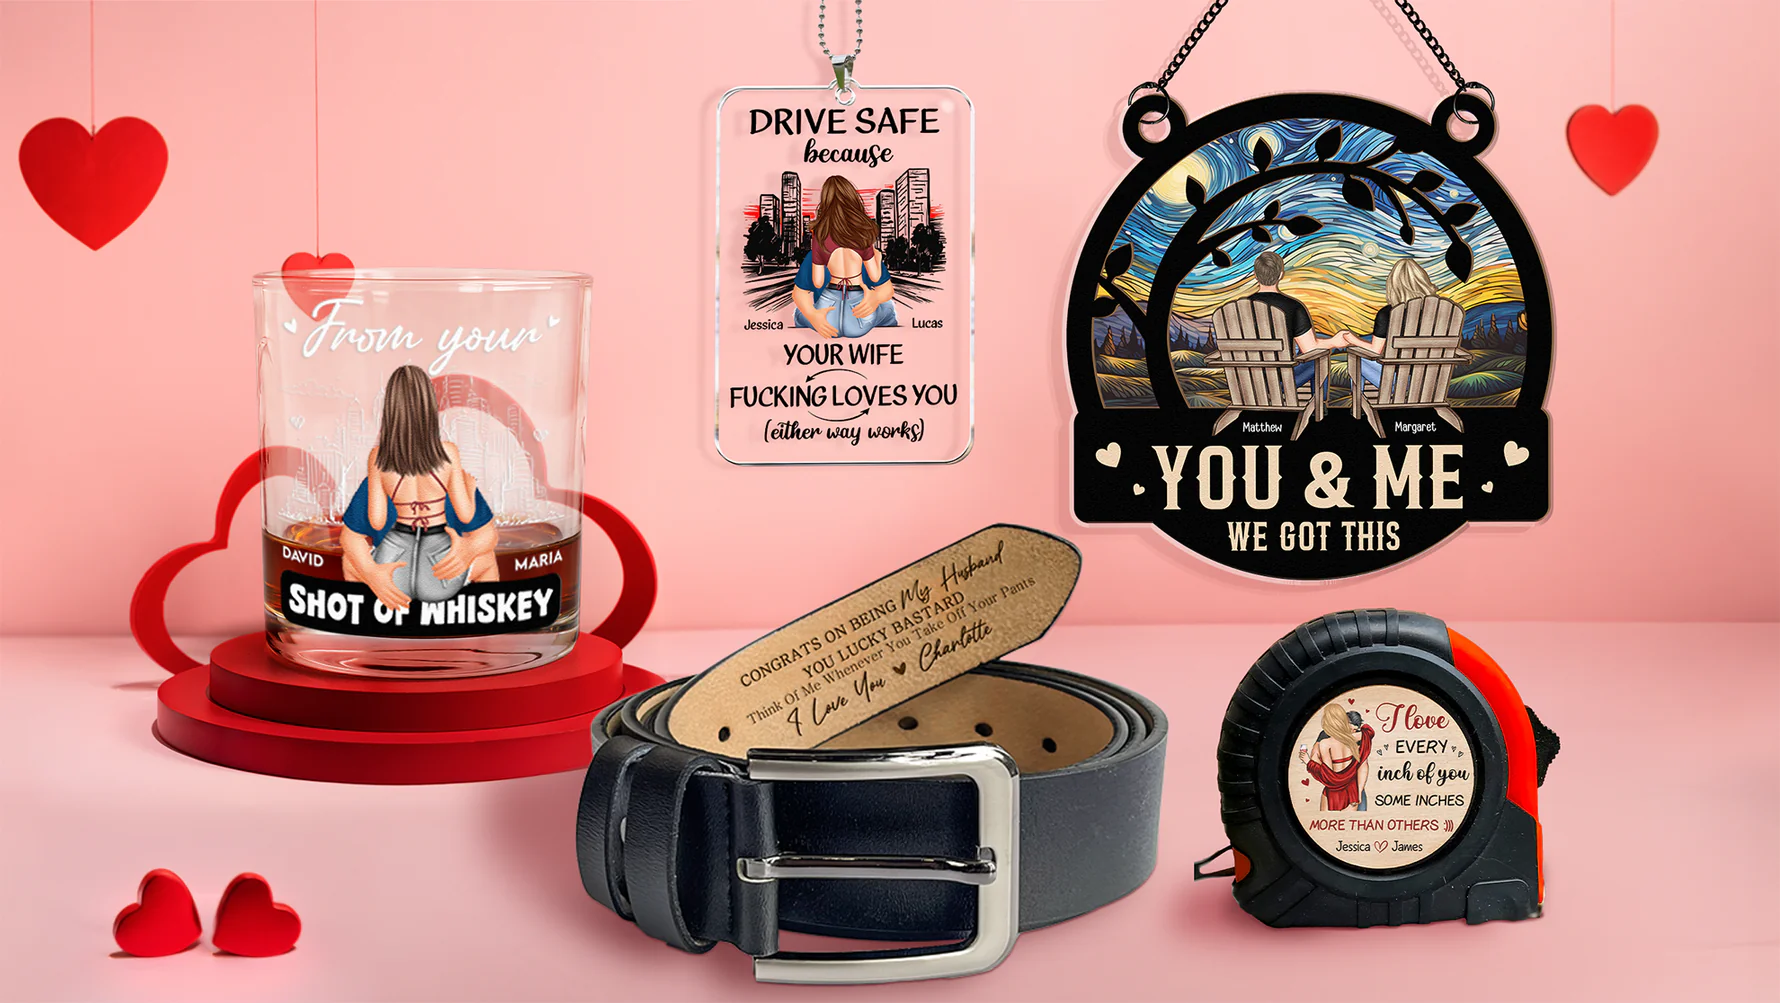 From your
DAVID
MARIA
SHOT OF WHISKEY
DRIVE SAFE
because
Jessica
Lucas
YOUR WIFE
FUCKING LOVES YOU
(either way works)
Matthew
Margaret
YOU & ME
WE GOT THIS
CONGRATS ON BEING My Husband
YOU LUCKY BASTARD
Think Of Me Whenever You Take Off Your Pants
I Love You ♥ Charlotte
I love
EVERY
inch of you
SOME INCHES
MORE THAN OTHERS :)))
Jessica ♡ James